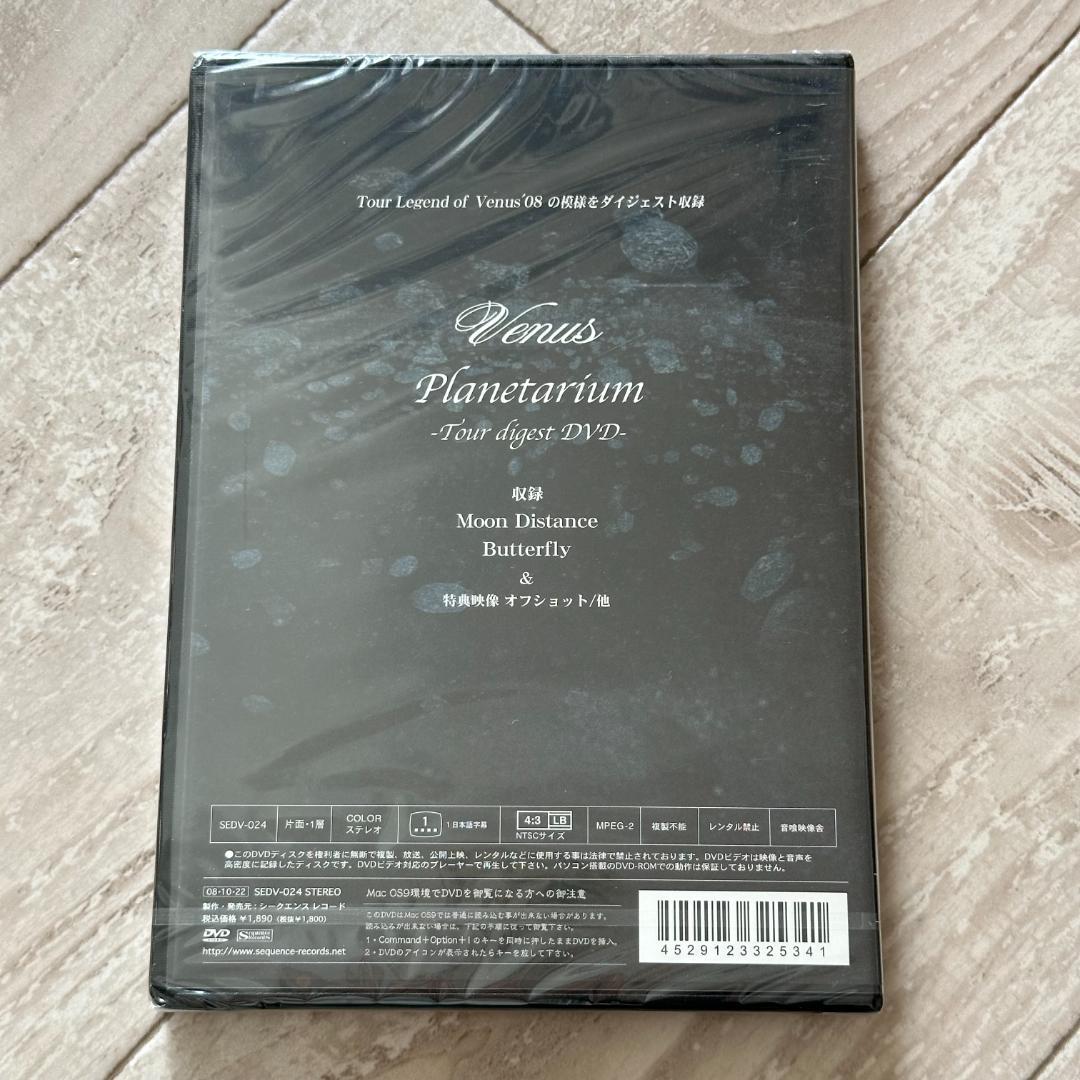 Tour Legend of Venus'08 の模様をダイジェスト収録
Venus
Planetarium
-Tour digest DVD-
収録
Moon Distance
Butterfly
&
特典映像 オフショット/他
SEDV-024 片面・1層 COLOR ステレオ 1 1 日本語字幕 4:3 LB NTSCサイズ MPEG-2 複製不能 レンタル禁止 音喰映像舎
●このDVDディスクを権利者に無断で複製、放送、公開上映、レンタルなどに使用する事は法律で禁止されております。DVDビデオは映像と音声を
高密度に記録したディスクです。DVDビデオ対応のプレーヤーで再生して下さい。パソコン搭載のDVD-ROMでの動作は保証しておりません。
08・10・22 SEDV-024 STEREO
製作・発売元：シークエンス レコード
税込価格 ¥1,890（税抜¥1,800）
DVD Sequence Records
http://www.sequence-records.net
Mac OS9環境でDVDを御覧になる方への御注意
このDVDはMac OS9では普通に読み込む事が出来ない場合があります。
読み込みが出来ない場合は、下記の手順に従って御覧下さい。
1・Command+Option+Iのキーを同時に押したままDVDを挿入。
2・DVDのアイコンが表示されたらキーを放して下さい。
4529123325341